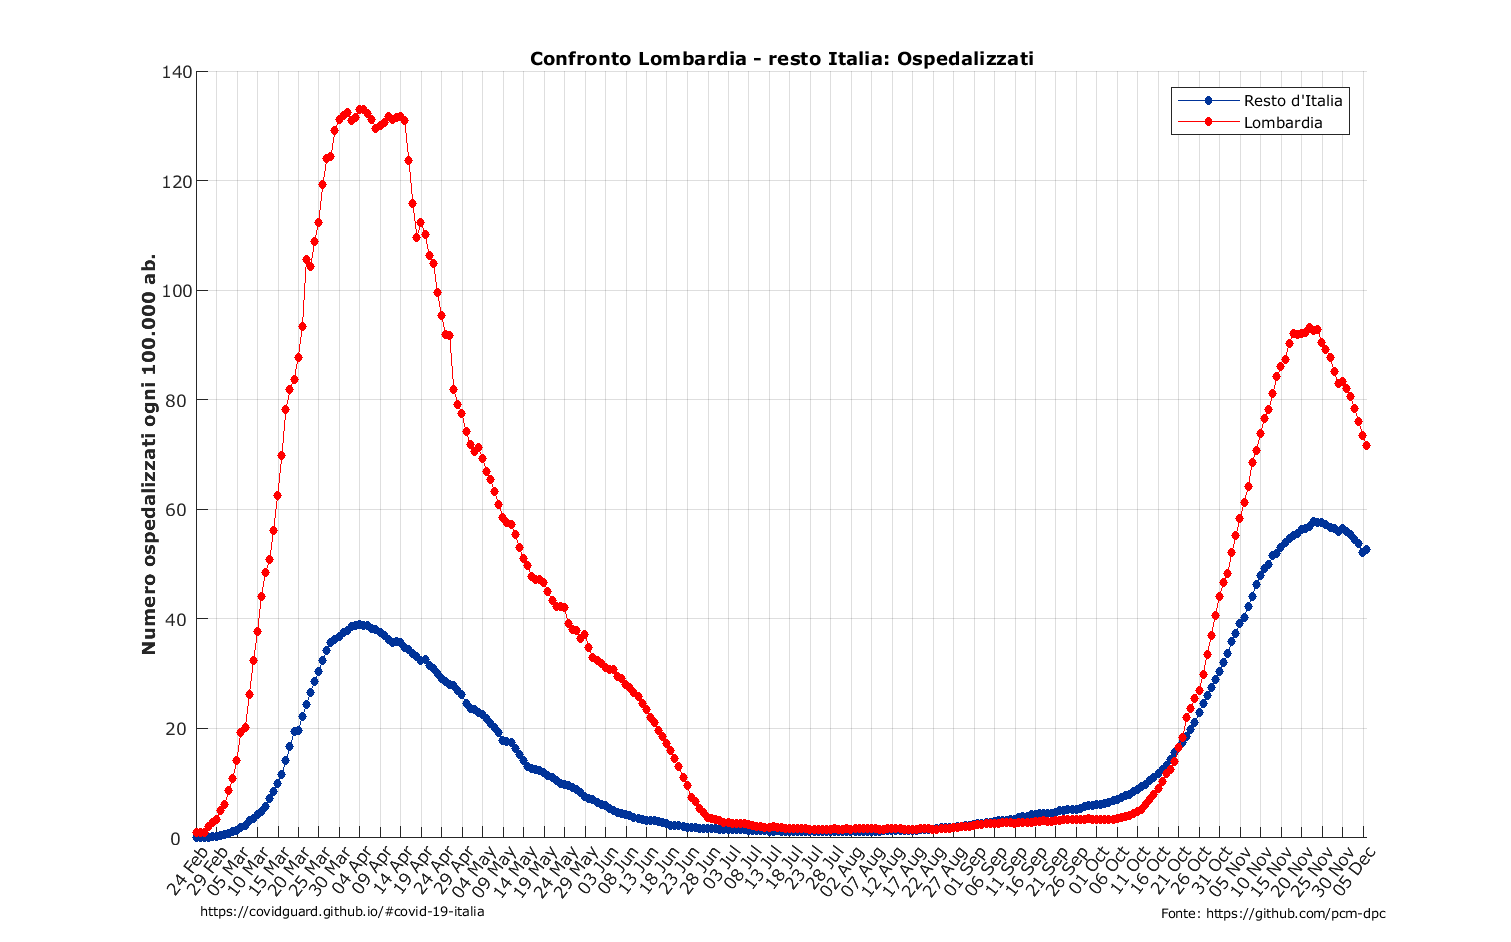 Confronto Lombardia - resto Italia: Ospedalizzati
Resto d'Italia
Lombardia
Numero ospedalizzati ogni 100.000 ab.
140
120
100
80
60
40
20
0
24 Feb
29 Feb
05 Mar
10 Mar
15 Mar
20 Mar
25 Mar
30 Mar
04 Apr
09 Apr
14 Apr
19 Apr
24 Apr
29 Apr
04 May
09 May
14 May
19 May
24 May
29 May
03 Jun
08 Jun
13 Jun
18 Jun
23 Jun
28 Jun
03 Jul
08 Jul
13 Jul
18 Jul
23 Jul
28 Jul
02 Aug
07 Aug
12 Aug
17 Aug
22 Aug
27 Aug
01 Sep
06 Sep
11 Sep
16 Sep
21 Sep
26 Sep
01 Oct
06 Oct
11 Oct
16 Oct
21 Oct
26 Oct
31 Oct
05 Nov
10 Nov
15 Nov
20 Nov
25 Nov
30 Nov
05 Dec
https://covidguard.github.io/#covid-19-italia
Fonte: https://github.com/pcm-dpc